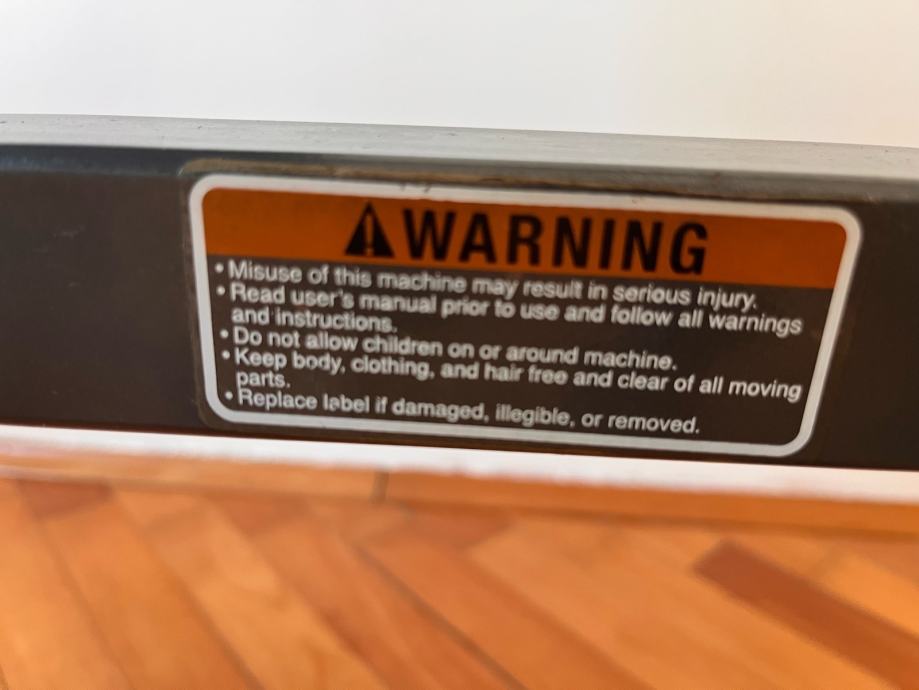 WARNING
• Misuse of this machine may result in serious injury.
• Read user's manual prior to use and follow all warnings
and instructions.
• Do not allow children on or around machine.
• Keep body, clothing, and hair free and clear of all moving
parts.
• Replace label if damaged, illegible, or removed.